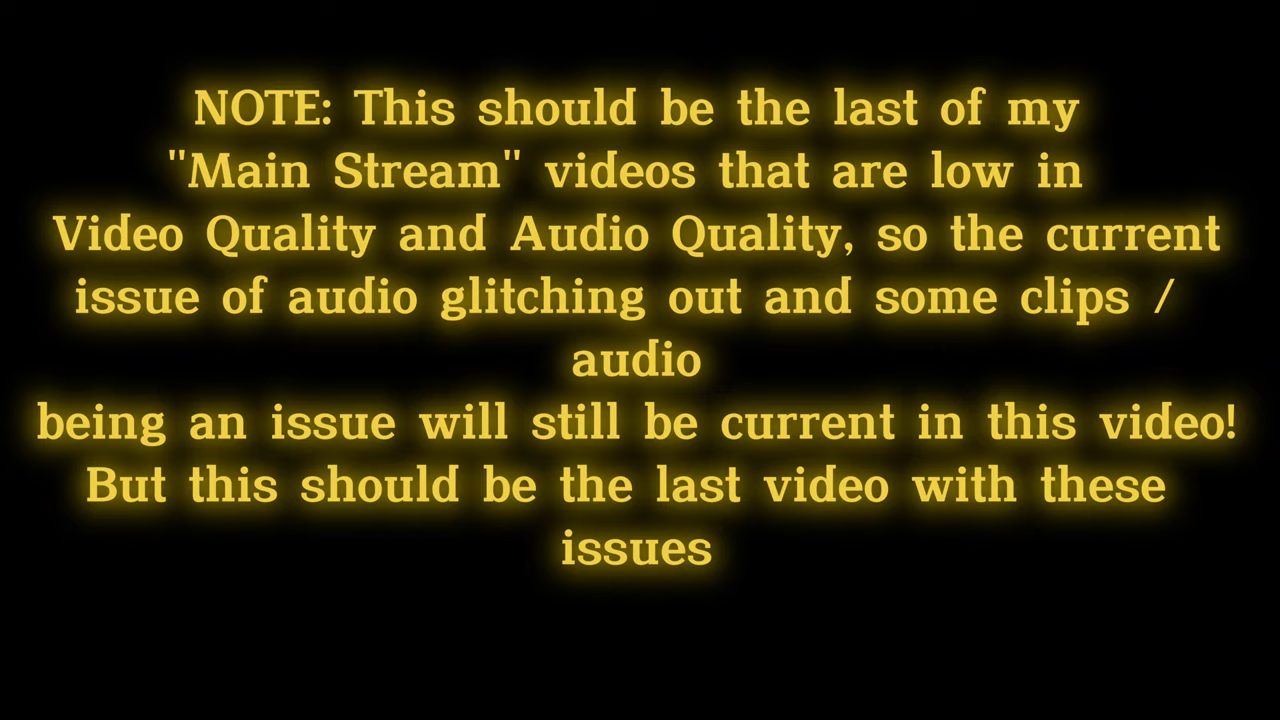 NOTE: This should be the last of my
"Main Stream" videos that are low in
Video Quality and Audio Quality, so the current
issue of audio glitching out and some clips /
audio
being an issue will still be current in this video!
But this should be the last video with these
issues